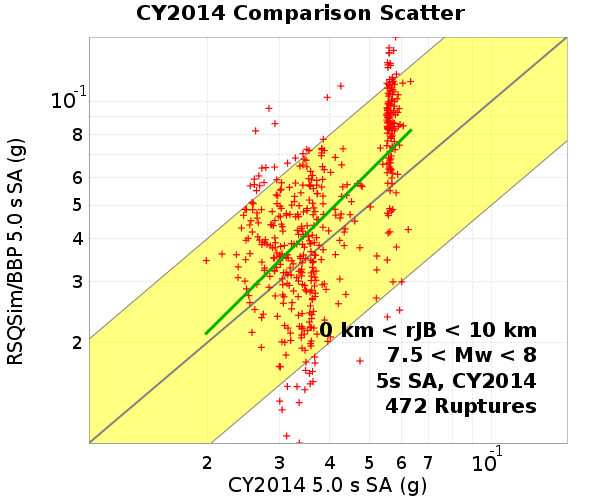 CY2014 Comparison Scatter
RSQSim/BBP 5.0 s SA (g)
10⁻¹
8
6
5
4
3
2
0 km < rJB < 10 km
7.5 < Mw < 8
5s SA, CY2014
472 Ruptures
2 3 4 5 6 7 10⁻¹
CY2014 5.0 s SA (g)